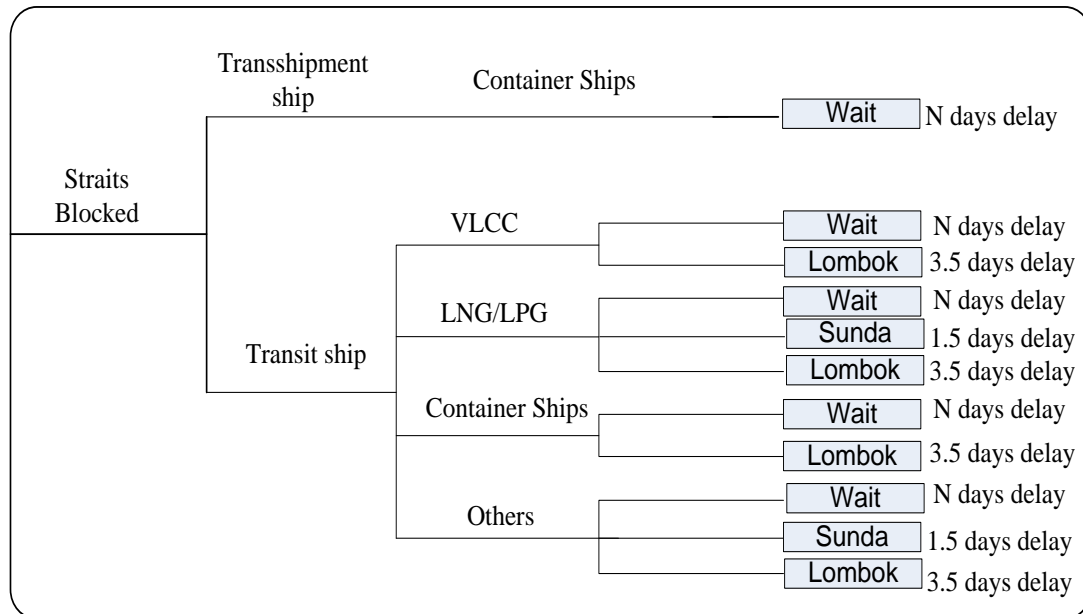 Transshipment
ship
Container Ships
Wait
N days delay
Straits
Blocked
VLCC
Wait
N days delay
Lombok
3.5 days delay
LNG/LPG
Wait
N days delay
Sunda
1.5 days delay
Transit ship
Lombok
3.5 days delay
Container Ships
Wait
N days delay
Lombok
3.5 days delay
Others
Wait
N days delay
Sunda
1.5 days delay
Lombok
3.5 days delay